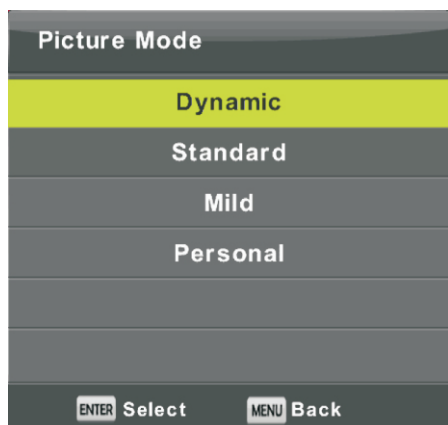 Picture Mode
Dynamic
Standard
Mild
Personal
ENTER Select MENU Back